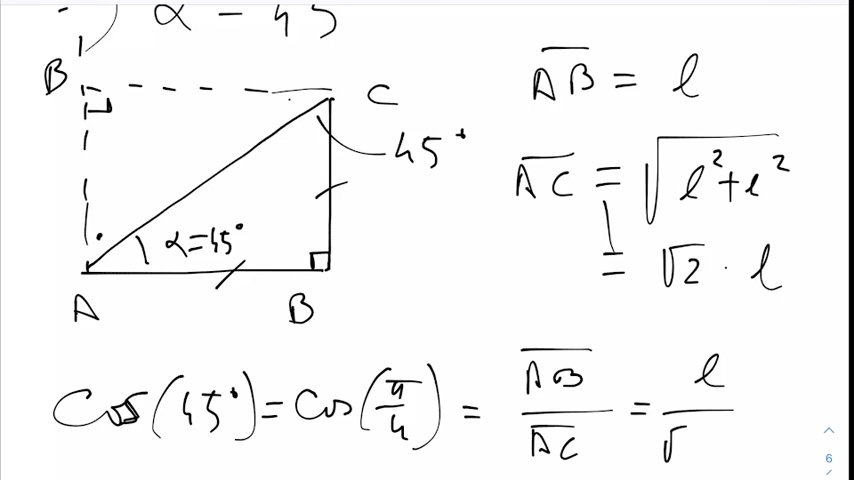 α = 45
B
C
45°
α=45°
A
B
AB = l
AC = √l²+l²
= √2 · l
Cos(45°) = Cos(π/4) = AB/AC = l/√
6